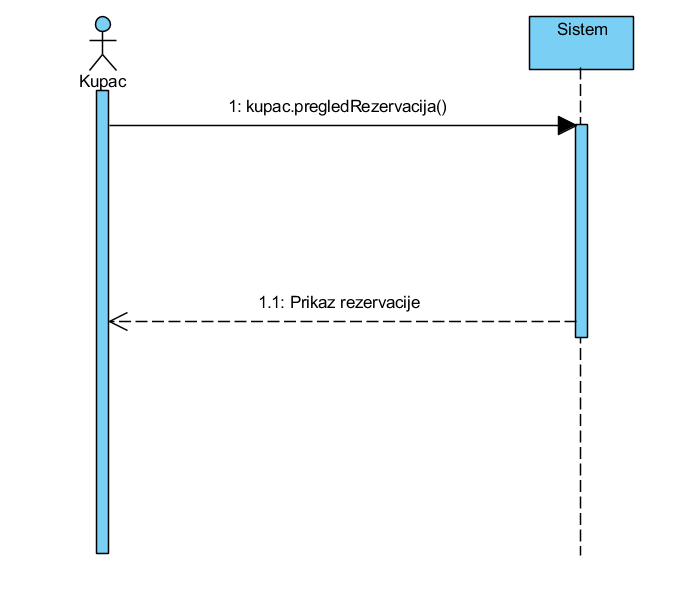 Kupac
Sistem
1: kupac.pregledRezervacija()
1.1: Prikaz rezervacije